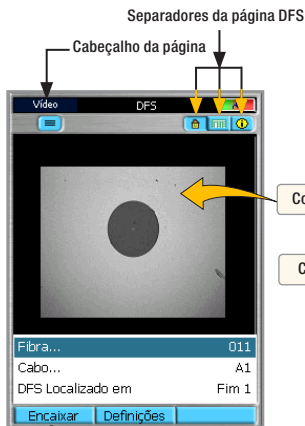 Separadores da página DFS
Cabeçalho da página
Vídeo DFS
Fibra... 011
Cabo... A1
DFS Localizado em Fim 1
Encaixar Definições